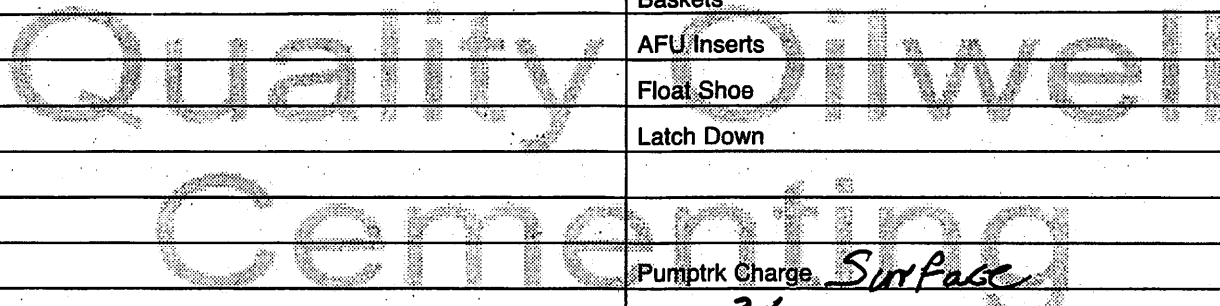 Baskets
Quality Oilwell
AFU Inserts
Float Shoe
Latch Down
Cementing
Pumptrk Charge Surface